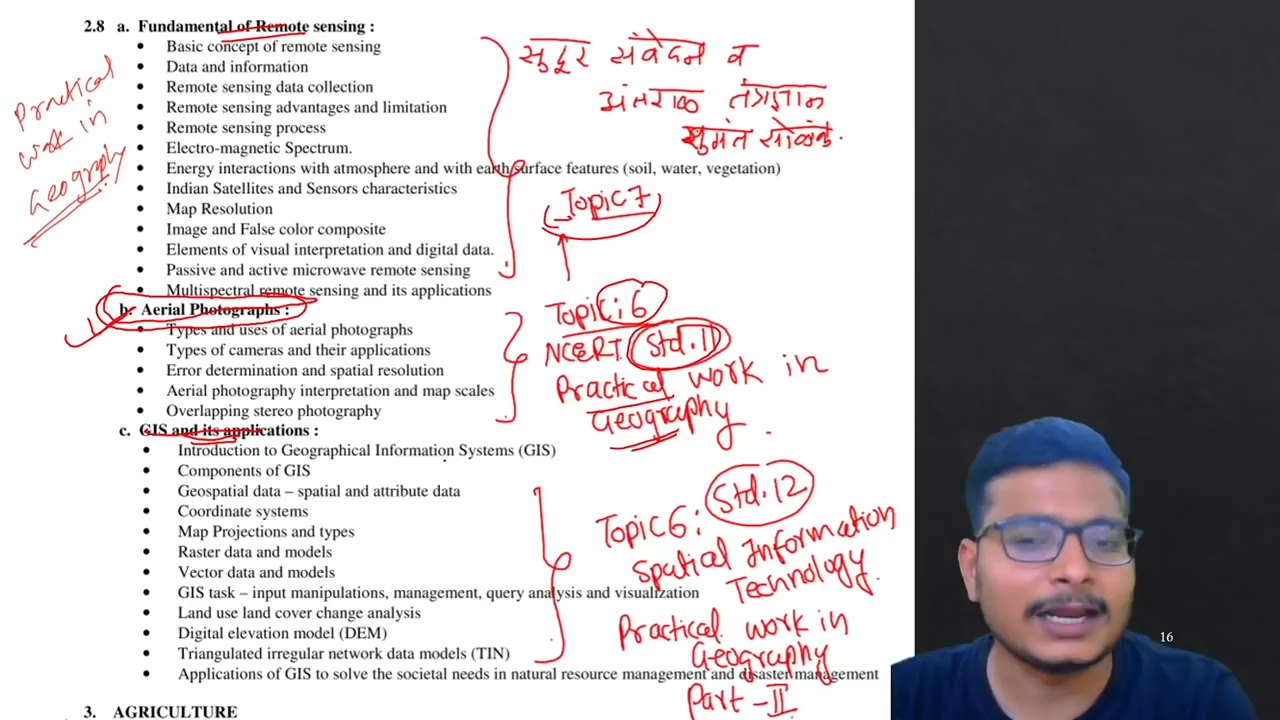 2.8 a. Fundamental of Remote sensing :
• Basic concept of remote sensing
• Data and information
• Remote sensing data collection
• Remote sensing advantages and limitation
• Remote sensing process
• Electro-magnetic Spectrum.
• Energy interactions with atmosphere and with earth surface features (soil, water, vegetation)
• Indian Satellites and Sensors characteristics
• Map Resolution
• Image and False color composite
• Elements of visual interpretation and digital data.
• Passive and active microwave remote sensing
• Multispectral remote sensing and its applications
Practical
work in
Geography
सुदूर संवेदन व
अंतराळ तंत्रज्ञान
Topic 7
b. Aerial Photographs :
• Types and uses of aerial photographs
• Types of cameras and their applications
• Error determination and spatial resolution
• Aerial photography interpretation and map scales
• Overlapping stereo photography
Topic: 6
NCERT Std. 11
Practical work in
Geography.
c. GIS and its applications :
• Introduction to Geographical Information Systems (GIS)
• Components of GIS
• Geospatial data – spatial and attribute data
• Coordinate systems
• Map Projections and types
• Raster data and models
• Vector data and models
• GIS task – input manipulations, management, query analysis and visualization
• Land use land cover change analysis
• Digital elevation model (DEM)
• Triangulated irregular network data models (TIN)
• Applications of GIS to solve the societal needs in natural resource management and disaster management
Topic 6: Std. 12
Spatial Information
Technology.
Practical work in
Geography
Part - II
3. AGRICULTURE
16